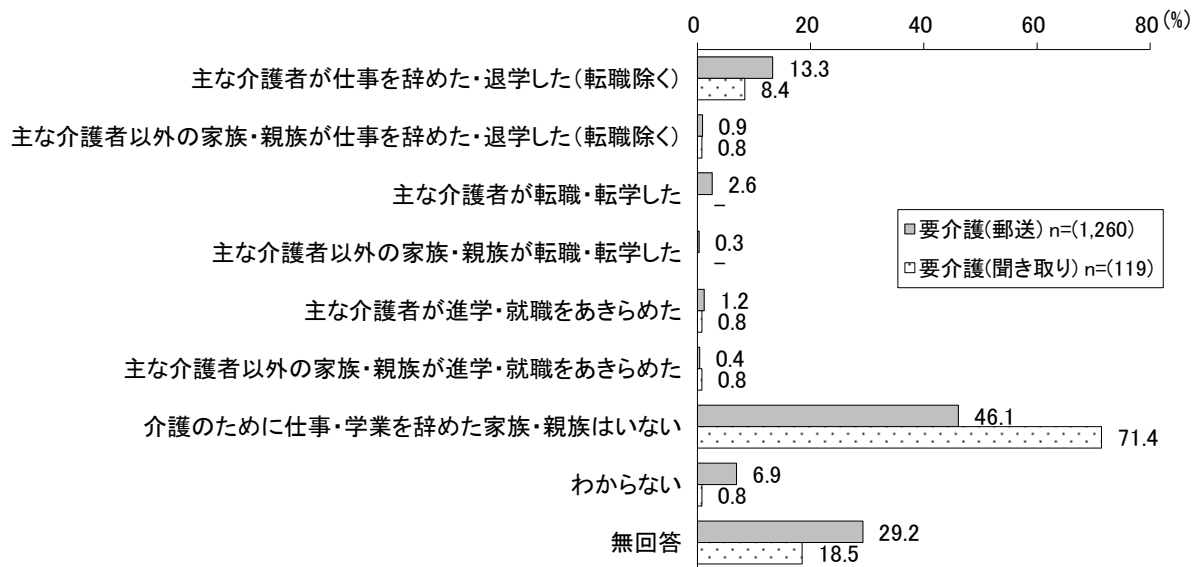 0 20 40 60 80 (%)
主な介護者が仕事を辞めた・退学した(転職除く) 13.3
8.4
主な介護者以外の家族・親族が仕事を辞めた・退学した(転職除く) 0.9
0.8
主な介護者が転職・転学した 2.6
–
主な介護者以外の家族・親族が転職・転学した 0.3
–
要介護(郵送) n=(1,260)
要介護(聞き取り) n=(119)
主な介護者が進学・就職をあきらめた 1.2
0.8
主な介護者以外の家族・親族が進学・就職をあきらめた 0.4
0.8
介護のために仕事・学業を辞めた家族・親族はいない 46.1
71.4
わからない 6.9
0.8
無回答 29.2
18.5